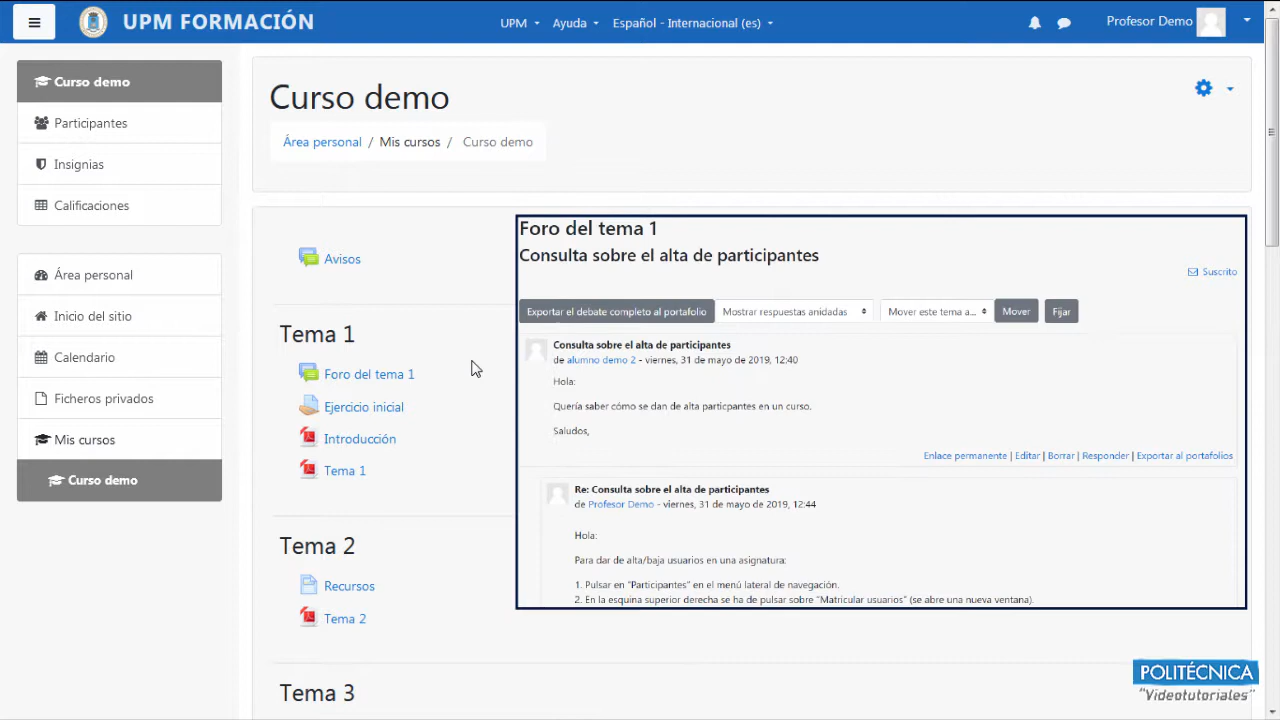 UPM FORMACIÓN
UPM
Ayuda
Español - Internacional (es)
Profesor Demo
Curso demo
Participantes
Insignias
Calificaciones
Área personal
Inicio del sitio
Calendario
Ficheros privados
Mis cursos
Curso demo
Curso demo
Área personal / Mis cursos / Curso demo
Avisos
Tema 1
Foro del tema 1
Ejercicio inicial
Introducción
Tema 1
Tema 2
Recursos
Tema 2
Tema 3
Foro del tema 1
Consulta sobre el alta de participantes
Suscrito
Exportar el debate completo al portafolio
Mostrar respuestas anidadas
Mover este tema a...
Mover
Fijar
Consulta sobre el alta de participantes
de alumno demo 2 - viernes, 31 de mayo de 2019, 12:40
Hola:
Quería saber cómo se dan de alta particpantes en un curso.
Saludos,
Enlace permanente | Editar | Borrar | Responder | Exportar al portafolios
Re: Consulta sobre el alta de participantes
de Profesor Demo - viernes, 31 de mayo de 2019, 12:44
Hola:
Para dar de alta/baja usuarios en una asignatura:
1. Pulsar en "Participantes" en el menú lateral de navegación.
2. En la esquina superior derecha se ha de pulsar sobre "Matricular usuarios" (se abre una nueva ventana).
POLITÉCNICA
"Videotutoriales"